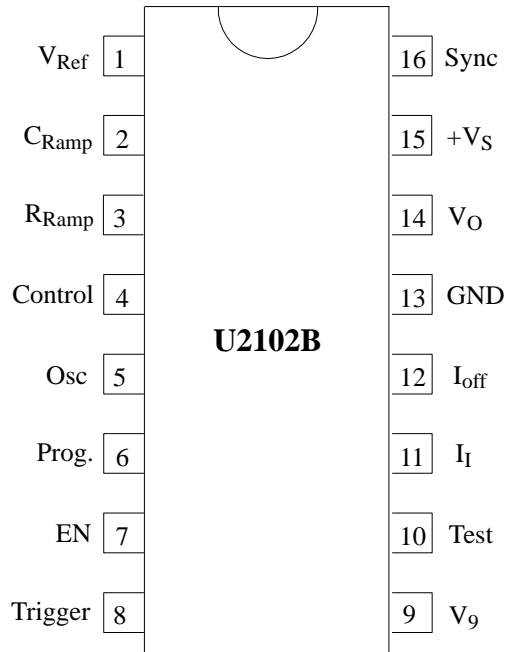 V_Ref 1 16 Sync
C_Ramp 2 15 +V_S
R_Ramp 3 14 V_O
Control 4 13 GND
U2102B
Osc 5 12 I_off
Prog. 6 11 I_I
EN 7 10 Test
Trigger 8 9 V_9